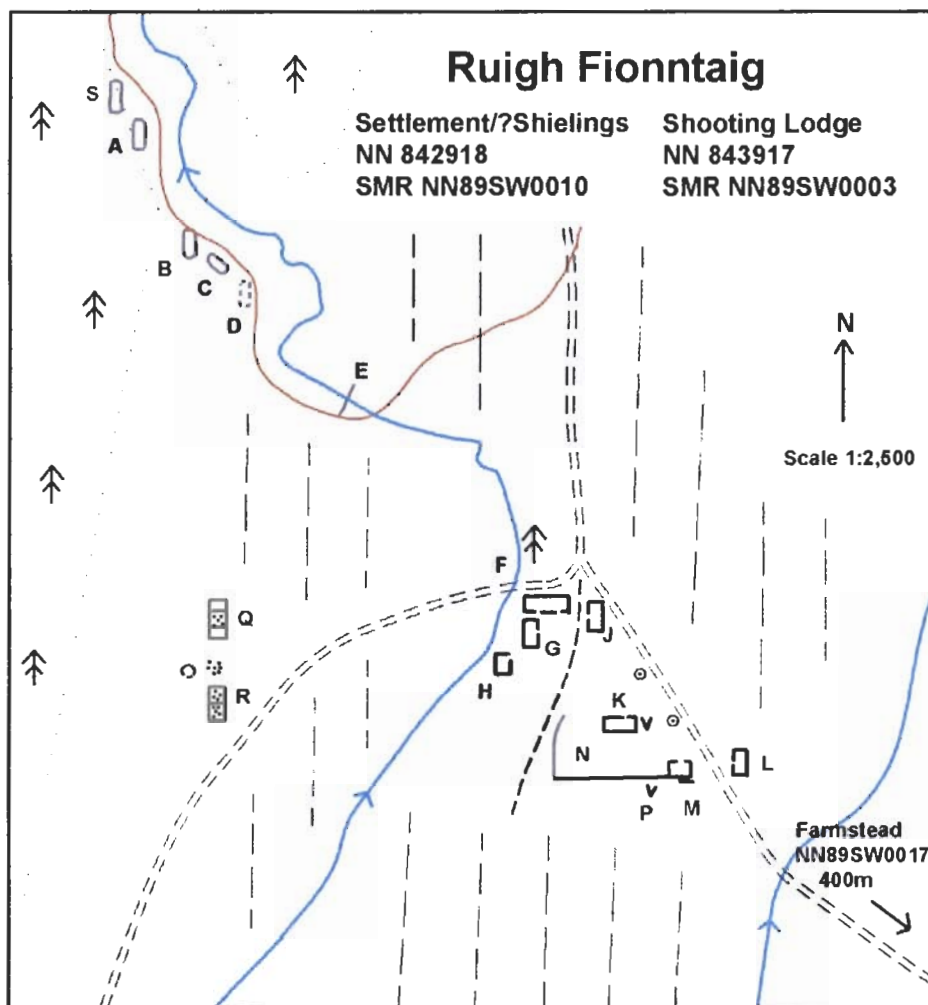 Ruigh Fionntaig
Settlement/?Shielings
NN 842918
SMR NN89SW0010
Shooting Lodge
NN 843917
SMR NN89SW0003
S
A
B
C
D
E
N
Scale 1:2,500
F
G
J
H
Q
R
K
N
L
P
M
Farmstead
NN89SW0017
400m